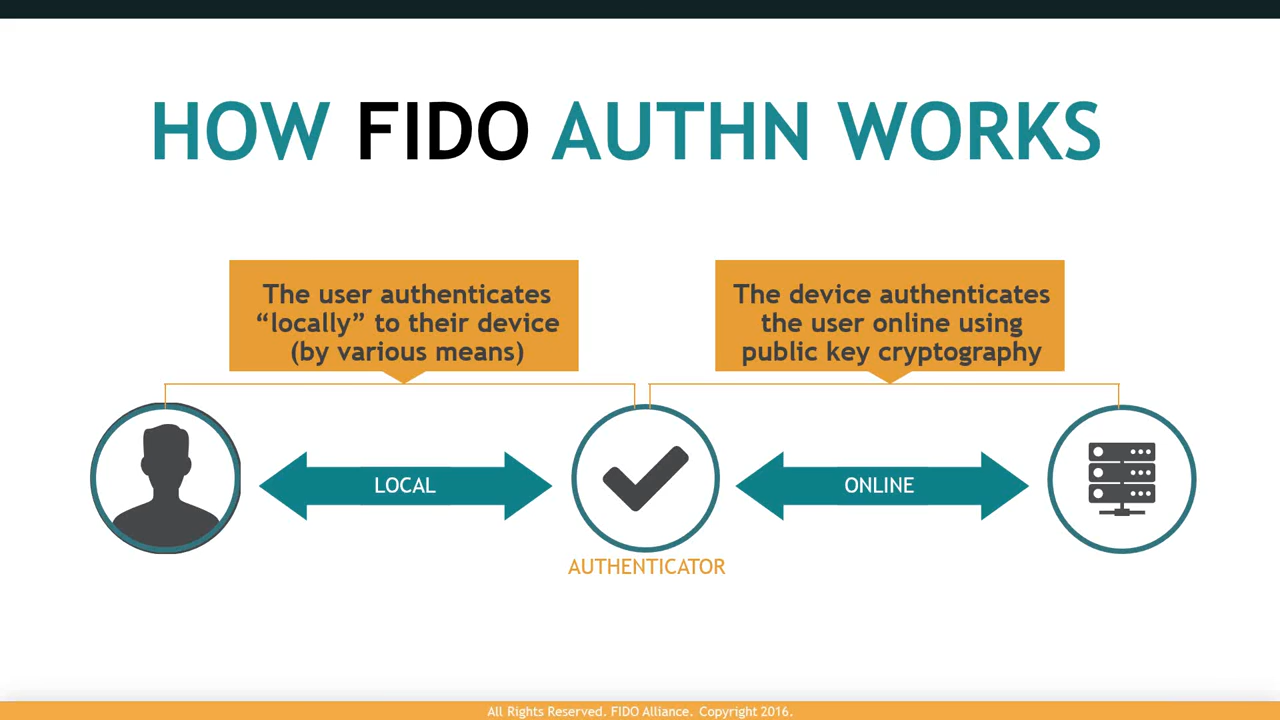 HOW FIDO AUTHN WORKS
The user authenticates
“locally” to their device
(by various means)
The device authenticates
the user online using
public key cryptography
LOCAL
ONLINE
AUTHENTICATOR
All Rights Reserved. FIDO Alliance. Copyright 2016.